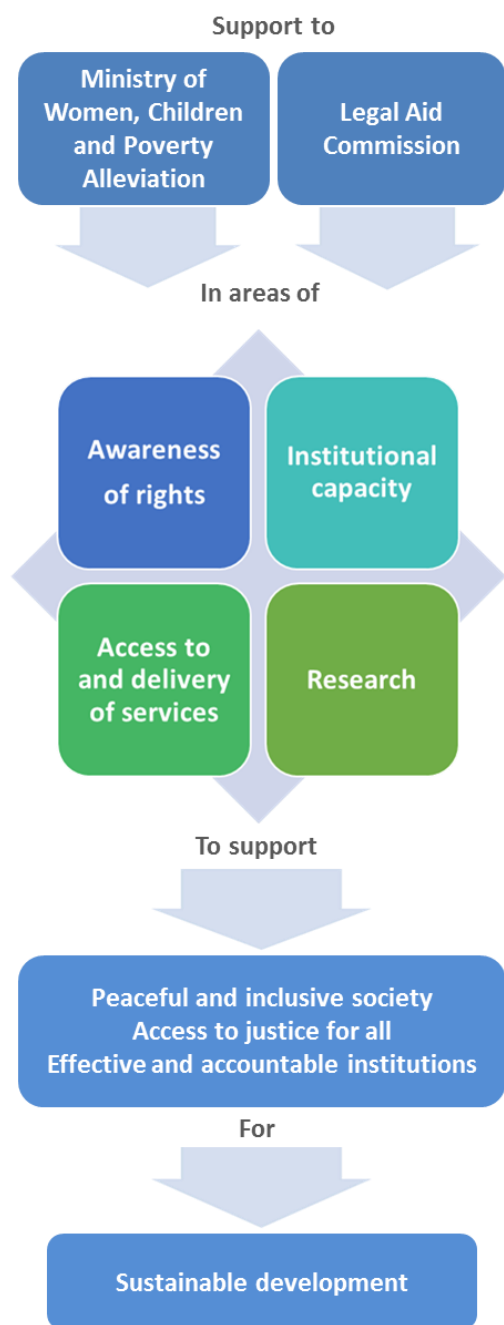 Support to
Ministry of
Women, Children
and Poverty
Alleviation
Legal Aid
Commission
In areas of
Awareness
of rights
Institutional
capacity
Access to
and delivery
of services
Research
To support
Peaceful and inclusive society
Access to justice for all
Effective and accountable institutions
For
Sustainable development